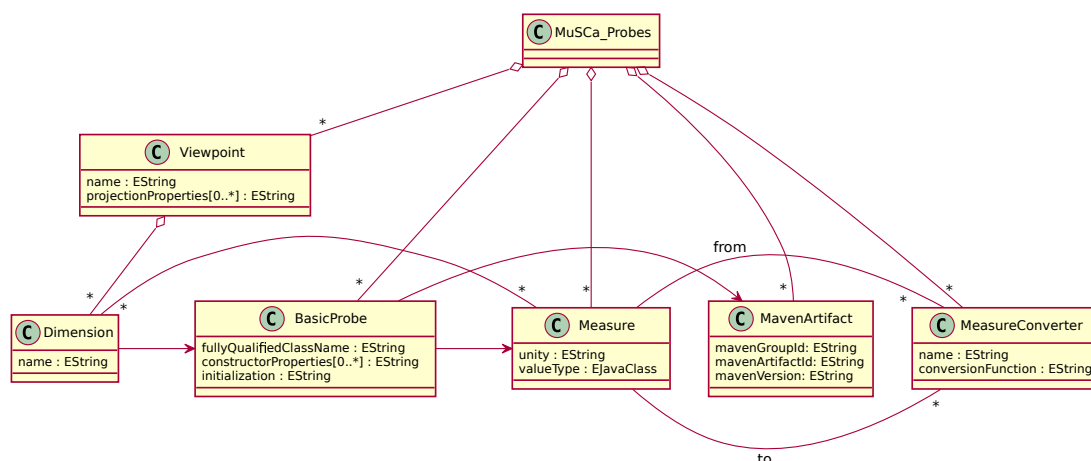 C MuSCa_Probes
*
C Viewpoint
name : EString
projectionProperties[0..*] : EString
from
* * * * * * * *
C Dimension
name : EString
C BasicProbe
fullyQualifiedClassName : EString
constructorProperties[0..*] : EString
initialization : EString
C Measure
unity : EString
valueType : EJavaClass
C MavenArtifact
mavenGroupId: EString
mavenArtifactId: EString
mavenVersion: EString
C MeasureConverter
name : EString
conversionFunction : EString
*
to